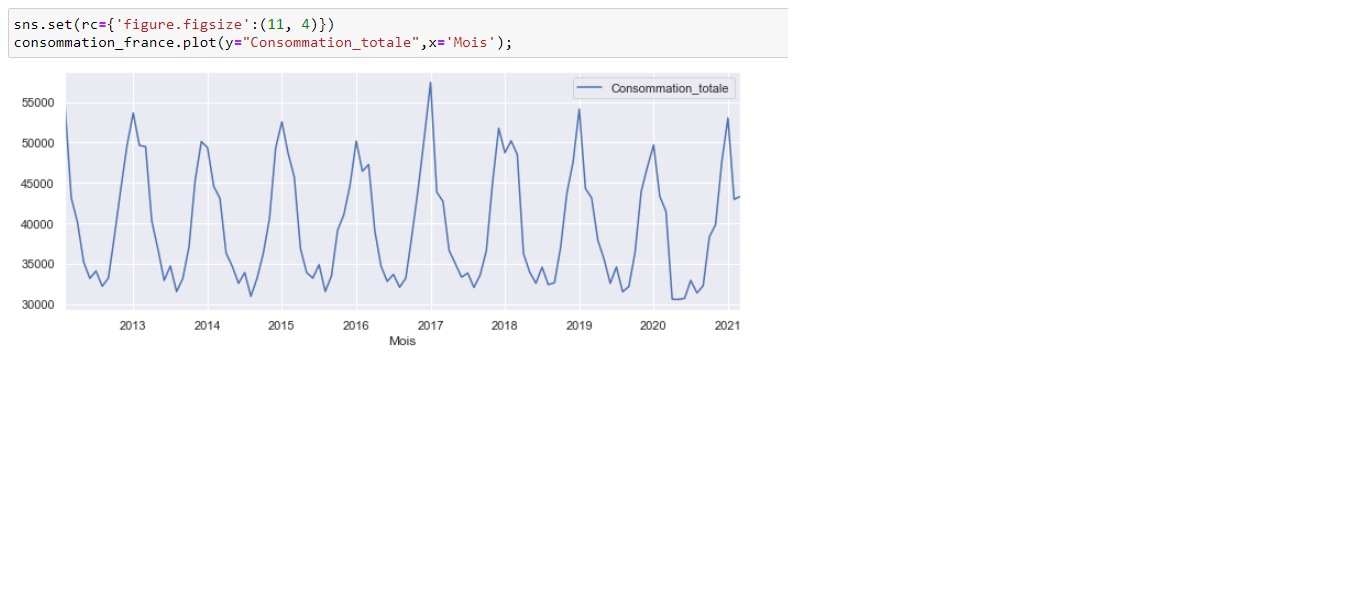 sns.set(rc={'figure.figsize':(11, 4)})
consommation_france.plot(y="Consommation_totale",x='Mois');
Consommation_totale
55000
50000
45000
40000
35000
30000
2013 2014 2015 2016 2017 2018 2019 2020 2021
Mois